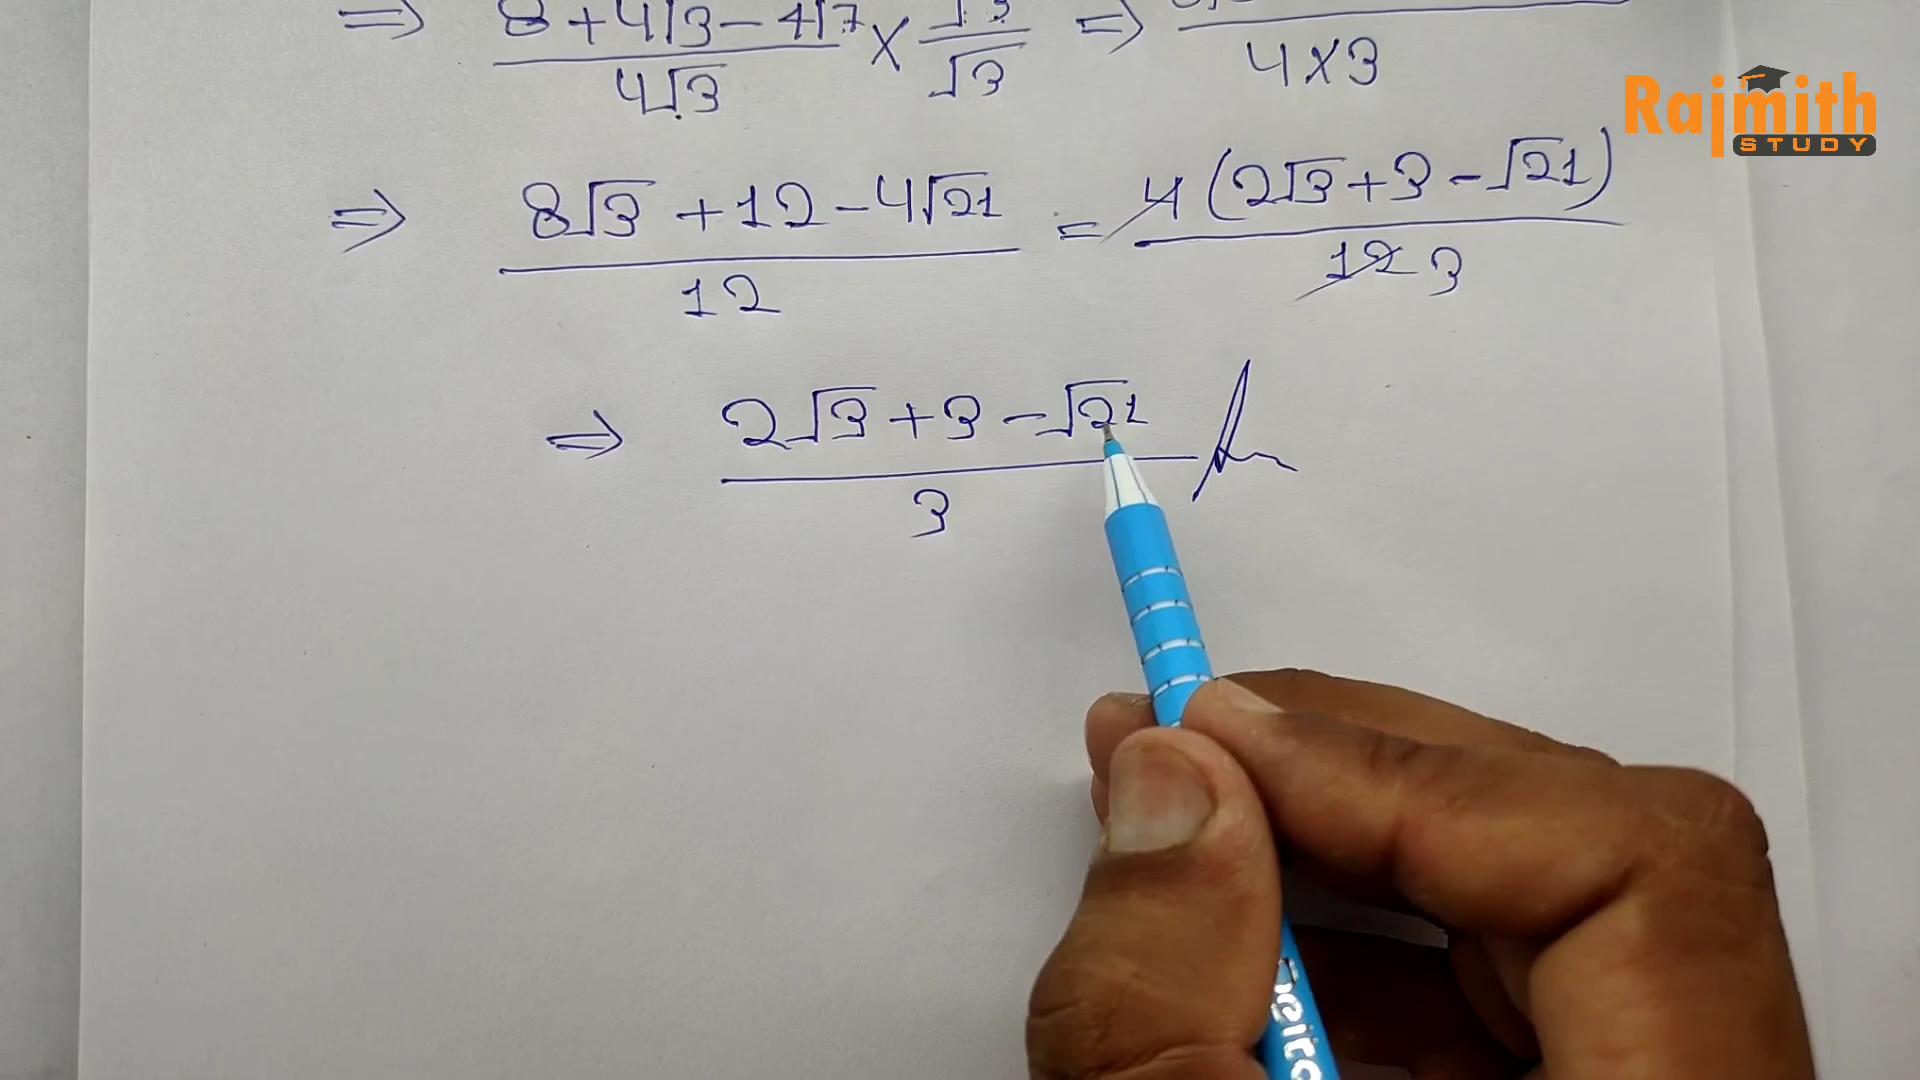 ⇒ 8+4√3-4√7 / 4√3 × √3 / √3 ⇒ / 4×3
Rajmith
STUDY
⇒ 8√3+12-4√21 / 12 = 4(2√3+3-√21) / 12 3
⇒ 2√3+3-√21 / 3
Deiro